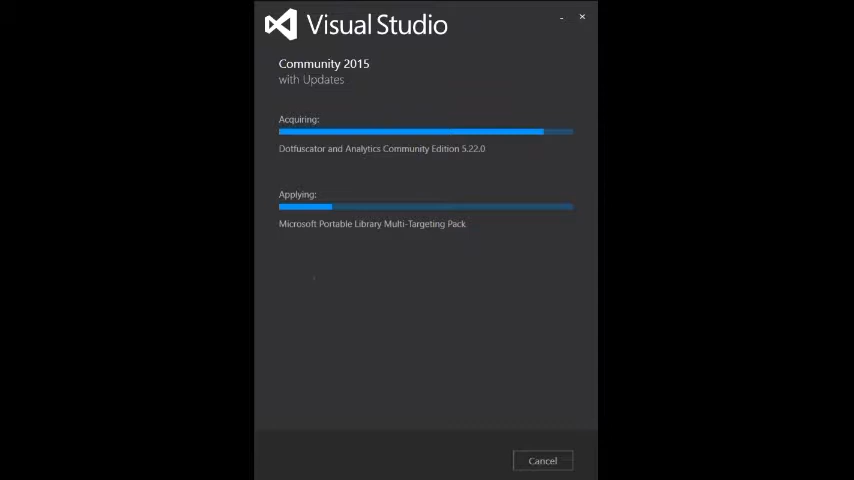 Visual Studio
Community 2015
with Updates
Acquiring:
Dotfuscator and Analytics Community Edition 5.22.0
Applying:
Microsoft Portable Library Multi-Targeting Pack
Cancel